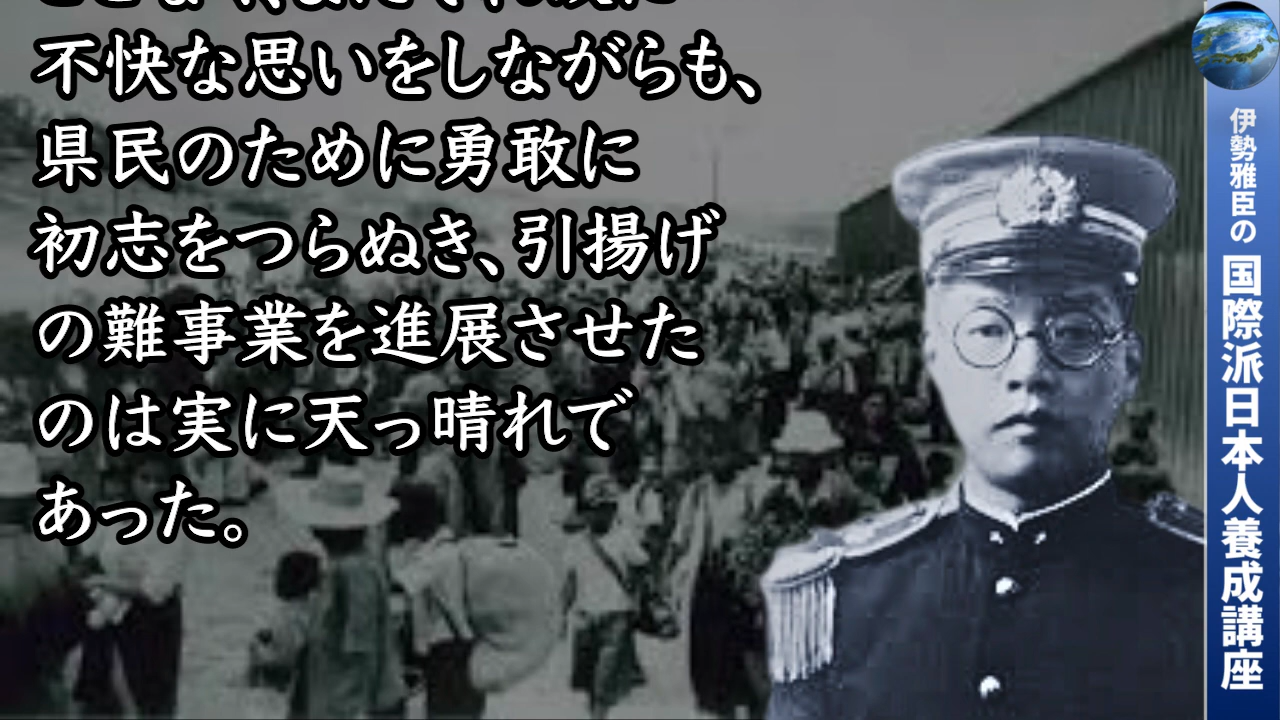 不快な思いをしながらも、
県民のために勇敢に
初志をつらぬき、引揚げ
の難事業を進展させた
のは実に天っ晴れで
あった。
伊勢雅臣の 国際派日本人養成講座